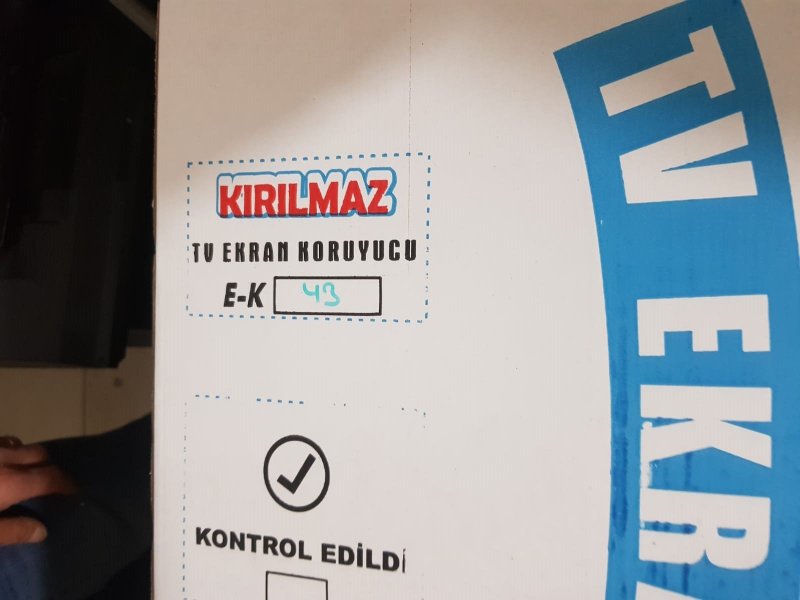 KIRILMAZ
TV EKRAN KORUYUCU
E-K 43
KONTROL EDİLDİ
TV EKRA